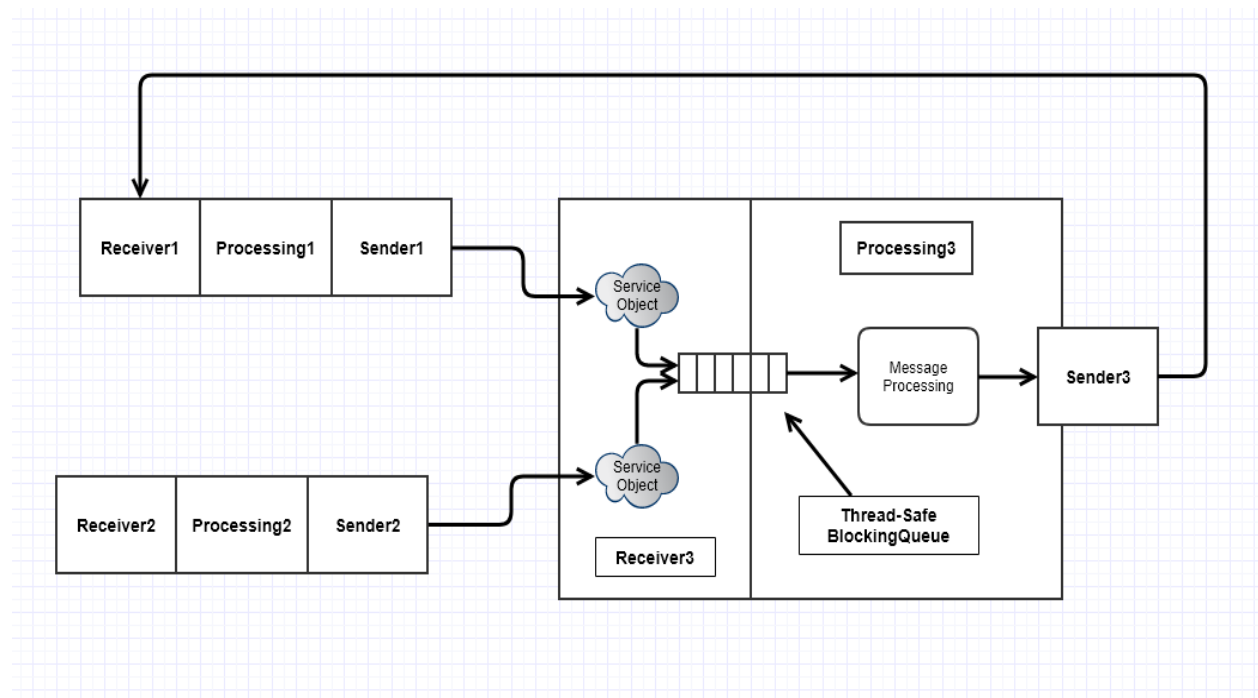 Receiver1
Processing1
Sender1
Service
Object
Processing3
Message
Processing
Sender3
Service
Object
Receiver2
Processing2
Sender2
Receiver3
Thread-Safe
BlockingQueue